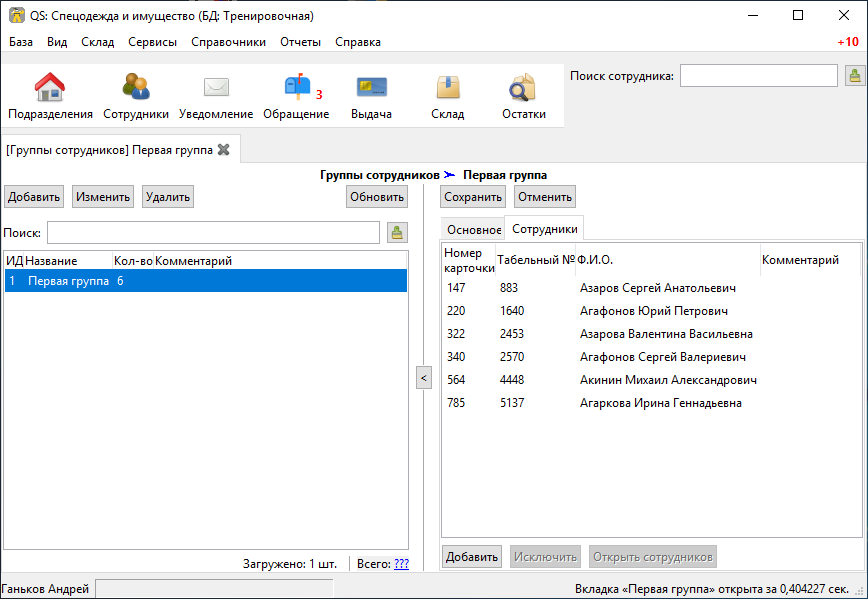 QS: Спецодежда и имущество (БД: Тренировочная)
База Вид Склад Сервисы Справочники Отчеты Справка +10
Поиск сотрудника:
3
Подразделения Сотрудники Уведомление Обращение Выдача Склад Остатки
[Группы сотрудников] Первая группа
Группы сотрудников Первая группа
Добавить Изменить Удалить Обновить Сохранить Отменить
Поиск:
Основное Сотрудники
ИД Название Кол-во Комментарий
1 Первая группа 6
Номер карточки Табельный № Ф.И.О. Комментарий
147 883 Азаров Сергей Анатольевич
220 1640 Агафонов Юрий Петрович
322 2453 Азарова Валентина Васильевна
340 2570 Агафонов Сергей Валериевич
564 4448 Акинин Михаил Александрович
785 5137 Агаркова Ирина Геннадьевна
<
Добавить Исключить Открыть сотрудников
Загружено: 1 шт. Всего: ???
Ганьков Андрей Вкладка «Первая группа» открыта за 0,404227 сек.